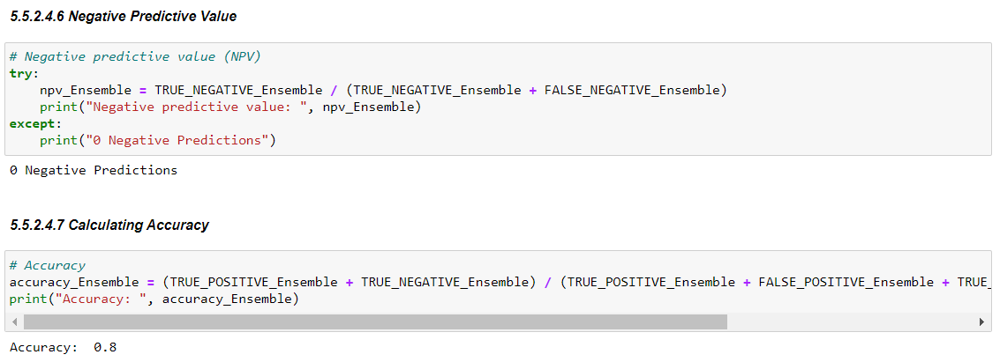 5.5.2.4.6 Negative Predictive Value
# Negative predictive value (NPV)
try:
    npv_Ensemble = TRUE_NEGATIVE_Ensemble / (TRUE_NEGATIVE_Ensemble + FALSE_NEGATIVE_Ensemble)
    print("Negative predictive value: ", npv_Ensemble)
except:
    print("0 Negative Predictions")
0 Negative Predictions
5.5.2.4.7 Calculating Accuracy
# Accuracy
accuracy_Ensemble = (TRUE_POSITIVE_Ensemble + TRUE_NEGATIVE_Ensemble) / (TRUE_POSITIVE_Ensemble + FALSE_POSITIVE_Ensemble + TRUE_
print("Accuracy: ", accuracy_Ensemble)
Accuracy:  0.8